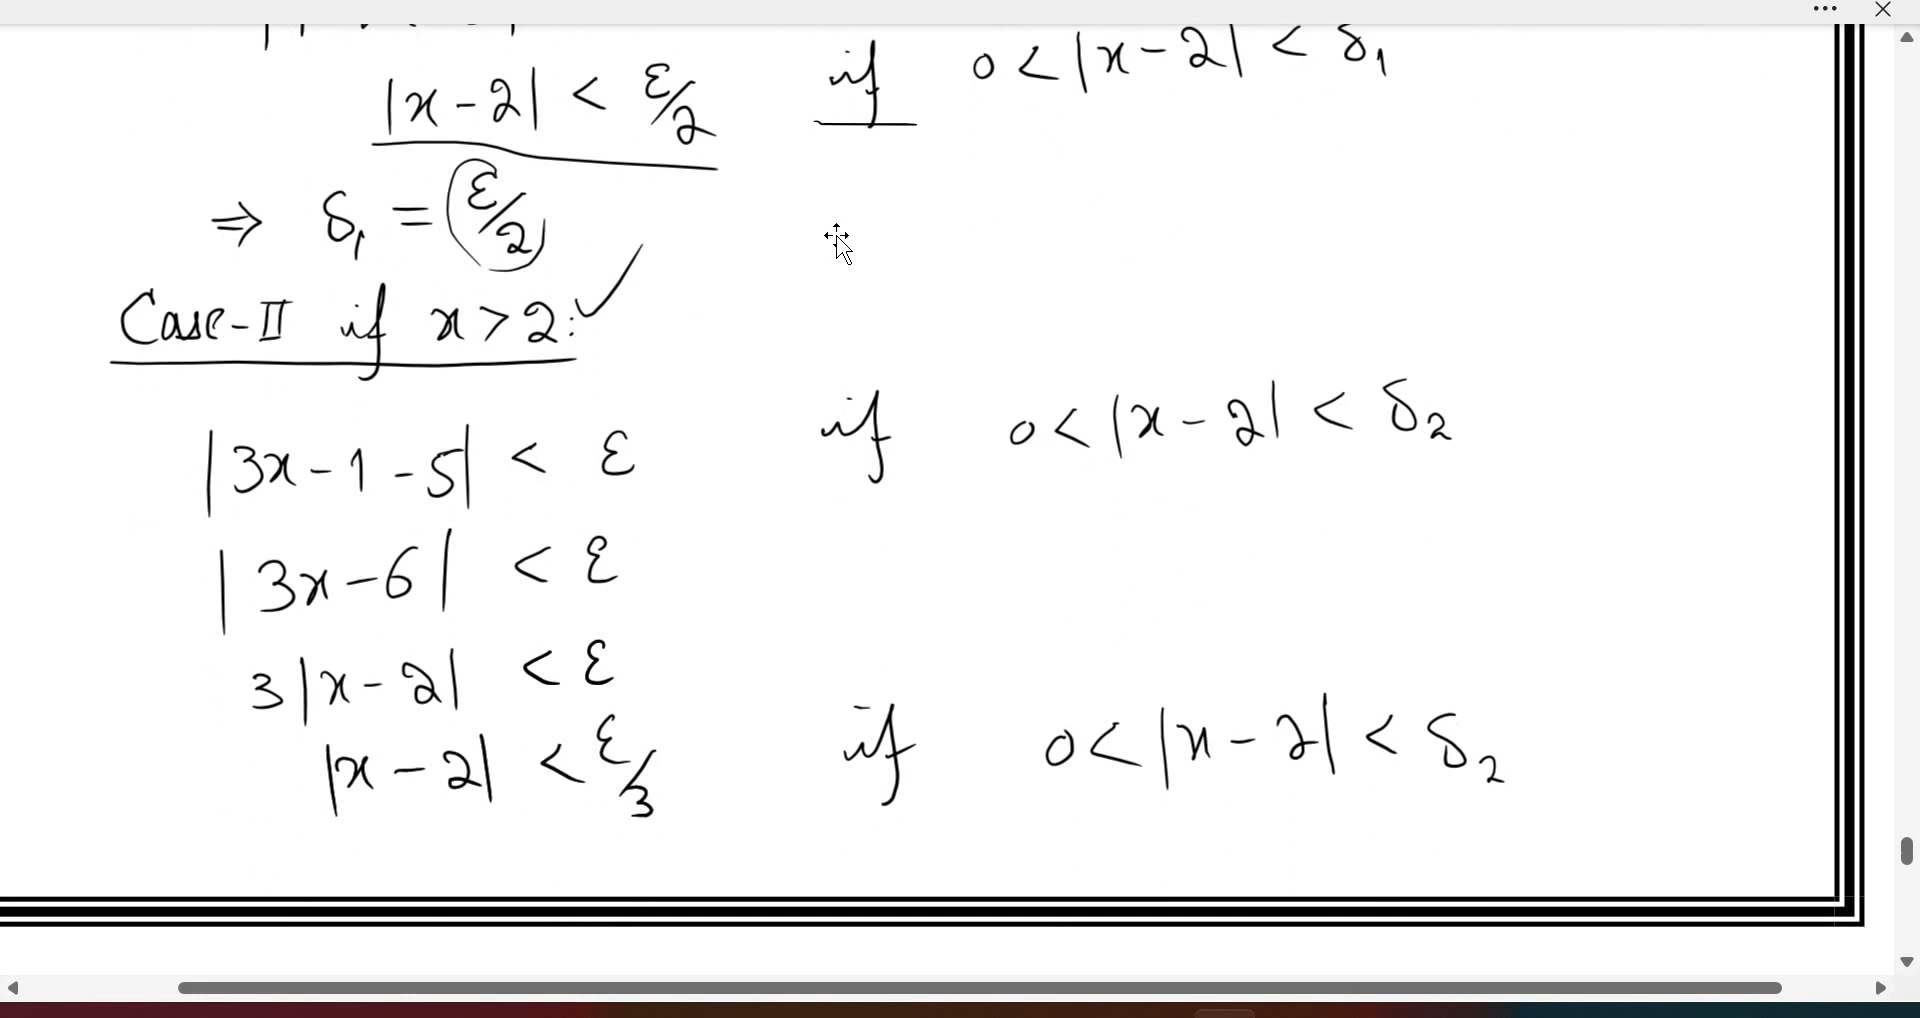 |x-2| < ε/2 if 0 < |x-2| < δ₁
⇒ δ₁ = ε/2
Case-II if x>2: ✓
|3x-1-5| < ε if 0 < |x-2| < δ₂
|3x-6| < ε
3|x-2| < ε
|x-2| < ε/3 if 0 < |x-2| < δ₂